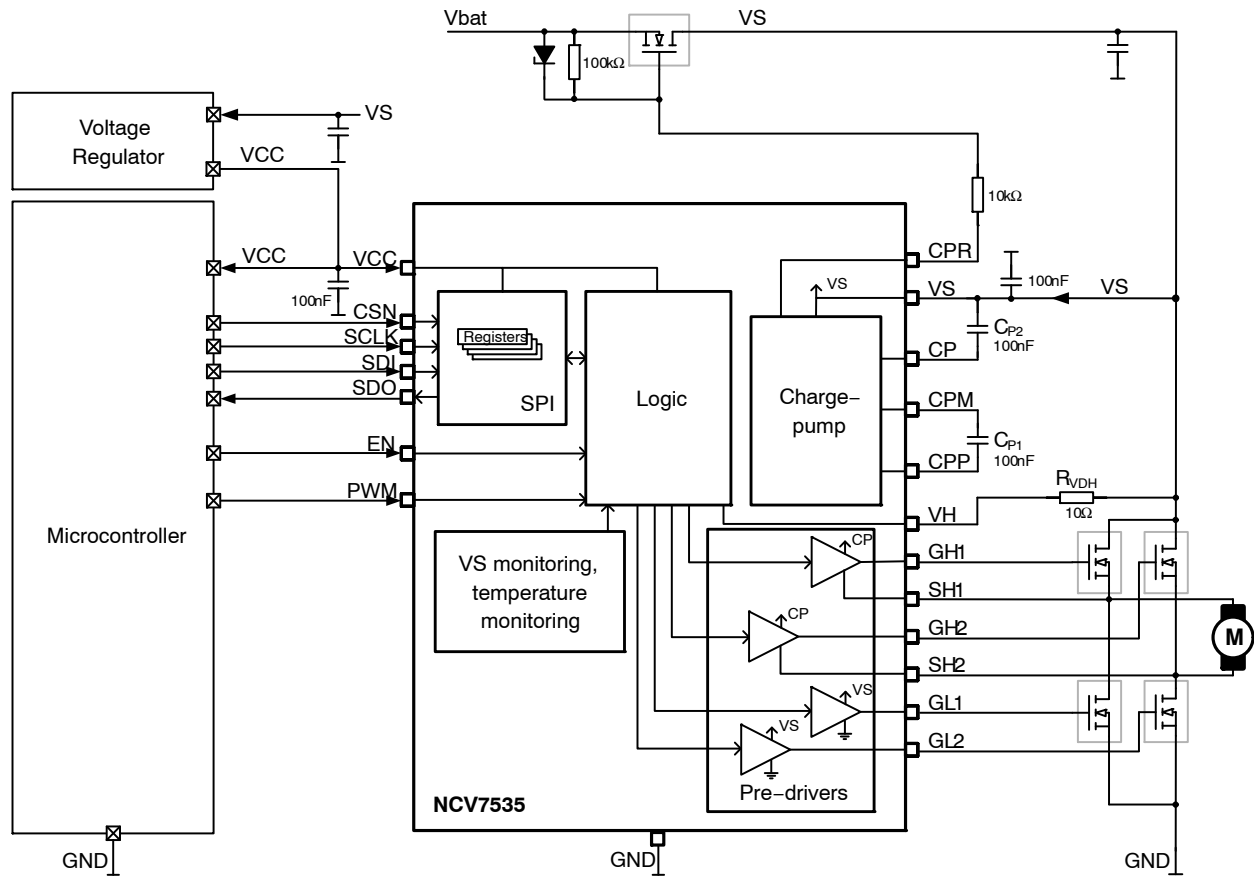 Vbat
VS
100kΩ
Voltage
Regulator
VS
VCC
10kΩ
VCC
VCC
100nF
CPR
VS
VS
100nF
VS
CSN
SCLK
SDI
SDO
Registers
SPI
Logic
Charge-
pump
CP
CP2
100nF
CPM
CP1
100nF
CPP
EN
PWM
RVDH
10Ω
VH
Microcontroller
VS monitoring,
temperature
monitoring
CP
GH1
SH1
CP
GH2
SH2
M
VS
GL1
VS
GL2
Pre-drivers
NCV7535
GND
GND
GND